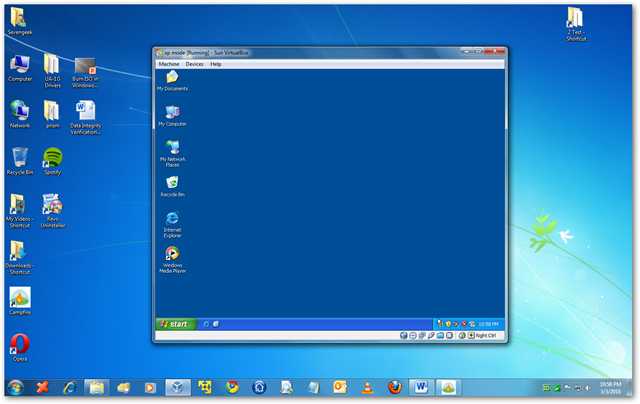 Sevengeek
Z Test -
Shortcut
xp mode [Running] - Sun VirtualBox
Machine Devices Help
Computer
UA-1G
Drivers
Burn ISO in
Windows...
My Documents
Network
prism
Data Integrity
Verification...
My Computer
Recycle Bin
Spotify
My Network
Places
Recycle Bin
My Videos -
Shortcut
Revo
Uninstaller
Internet
Explorer
Downloads -
Shortcut
Windows
Media Player
Campfire
start
10:58 PM
Right Ctrl
Opera
10:58 PM
3/3/2010